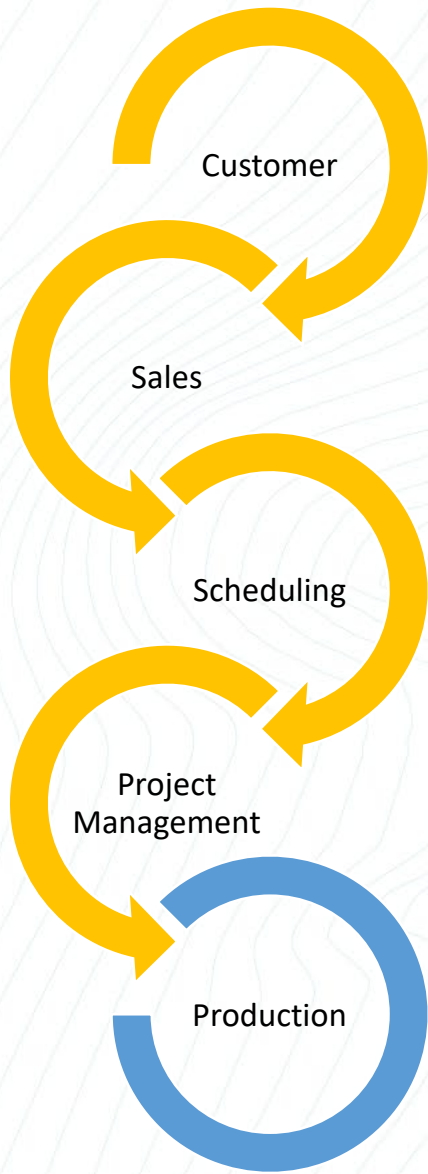 Customer
Sales
Scheduling
Project
Management
Production